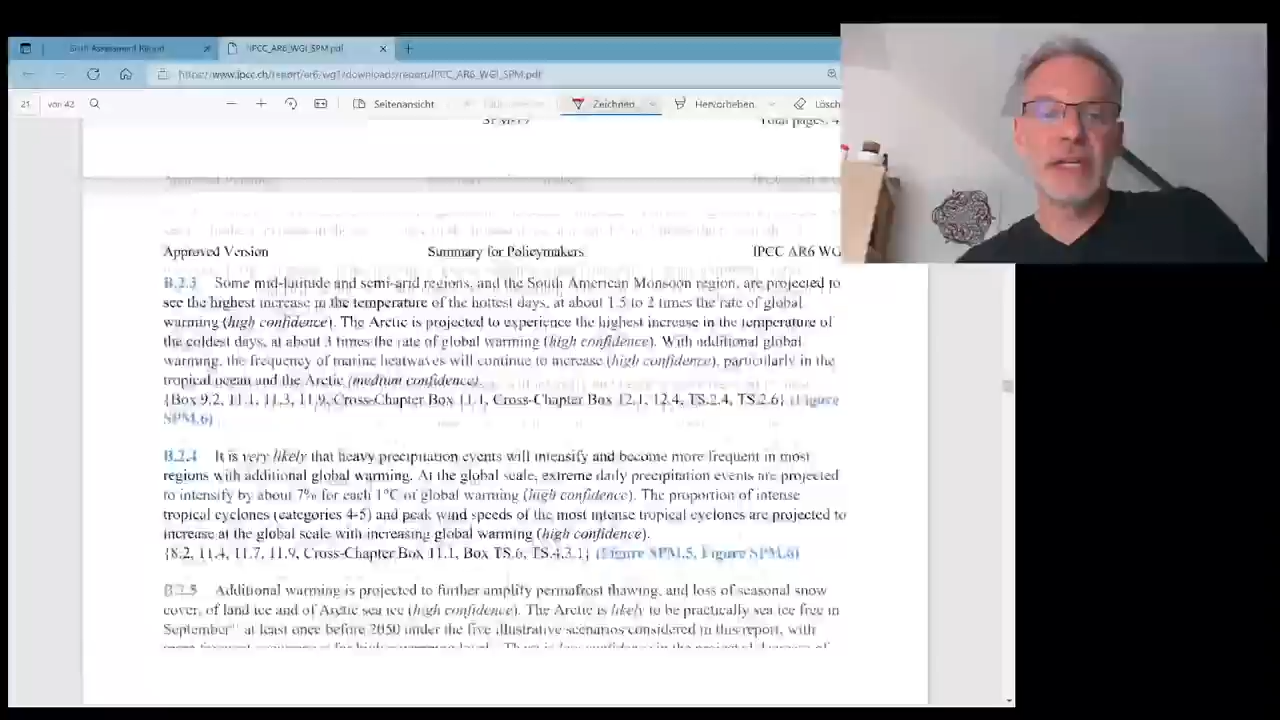 Sixth Assessment Report
IPCC_AR6_WGI_SPM.pdf
https://www.ipcc.ch/report/ar6/wg1/downloads/report/IPCC_AR6_WGI_SPM.pdf
21 von 42 Seitenansicht Zeichnen Hervorheben Lösch
Approved Version Summary for Policymakers IPCC AR6 WG
B.2.3 Some mid-latitude and semi-arid regions, and the South American Monsoon region, are projected to
see the highest increase in the temperature of the hottest days, at about 1.5 to 2 times the rate of global
warming (high confidence). The Arctic is projected to experience the highest increase in the temperature of
the coldest days, at about 3 times the rate of global warming (high confidence). With additional global
warming, the frequency of marine heatwaves will continue to increase (high confidence), particularly in the
tropical ocean and the Arctic (medium confidence).
{Box 9.2, 11.1, 11.3, 11.9, Cross-Chapter Box 11.1, Cross-Chapter Box 12.1, 12.4, TS.2.4, TS.2.6} (Figure
SPM.6)
B.2.4 It is very likely that heavy precipitation events will intensify and become more frequent in most
regions with additional global warming. At the global scale, extreme daily precipitation events are projected
to intensify by about 7% for each 1°C of global warming (high confidence). The proportion of intense
tropical cyclones (categories 4-5) and peak wind speeds of the most intense tropical cyclones are projected to
increase at the global scale with increasing global warming (high confidence).
{8.2, 11.4, 11.7, 11.9, Cross-Chapter Box 11.1, Box TS.6, TS.4.3.1} (Figure SPM.5, Figure SPM.6)
B.2.5 Additional warming is projected to further amplify permafrost thawing, and loss of seasonal snow
cover, of land ice and of Arctic sea ice (high confidence). The Arctic is likely to be practically sea ice free in
September at least once before 2050 under the five illustrative scenarios considered in this report, with